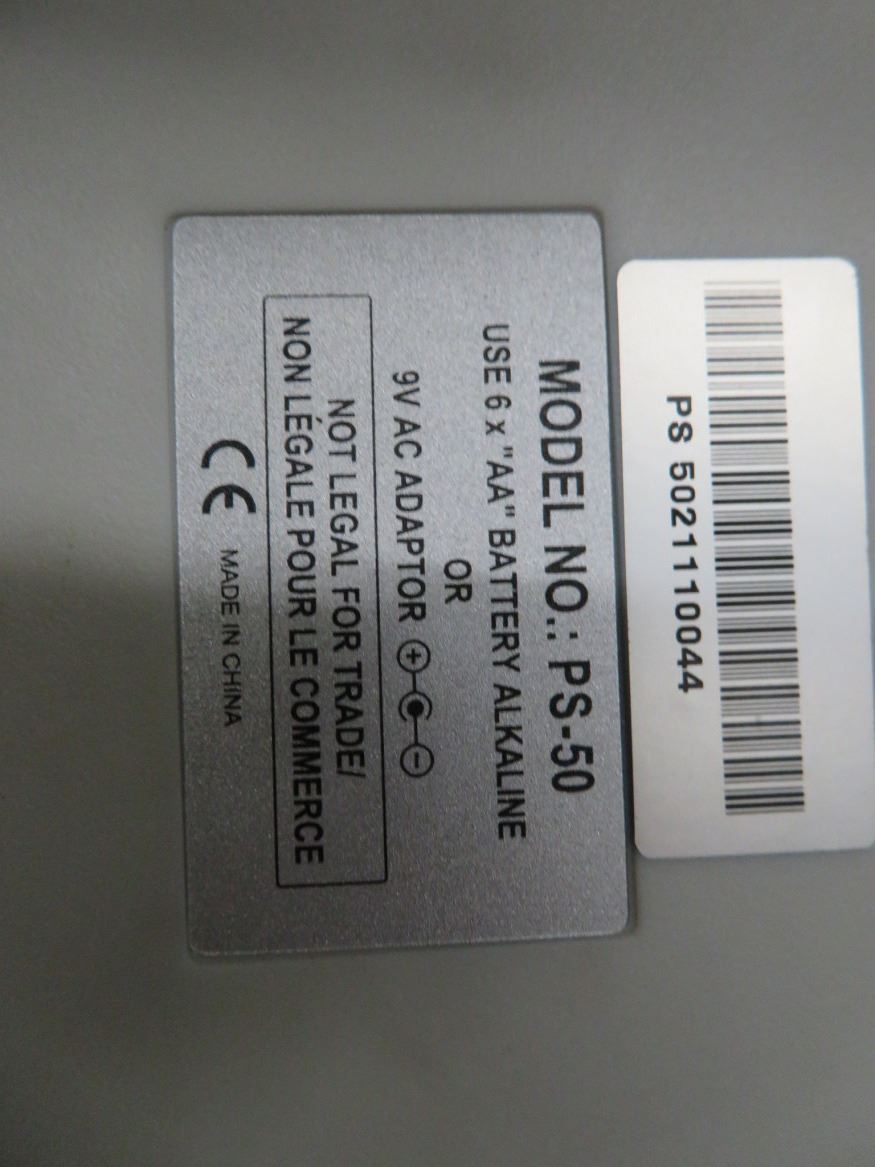 PS 5021110044
MODEL NO.: PS-50
USE 6 x "AA" BATTERY ALKALINE
OR
9V AC ADAPTOR + -
NOT LEGAL FOR TRADE/
NON LÉGALE POUR LE COMMERCE
CE MADE IN CHINA